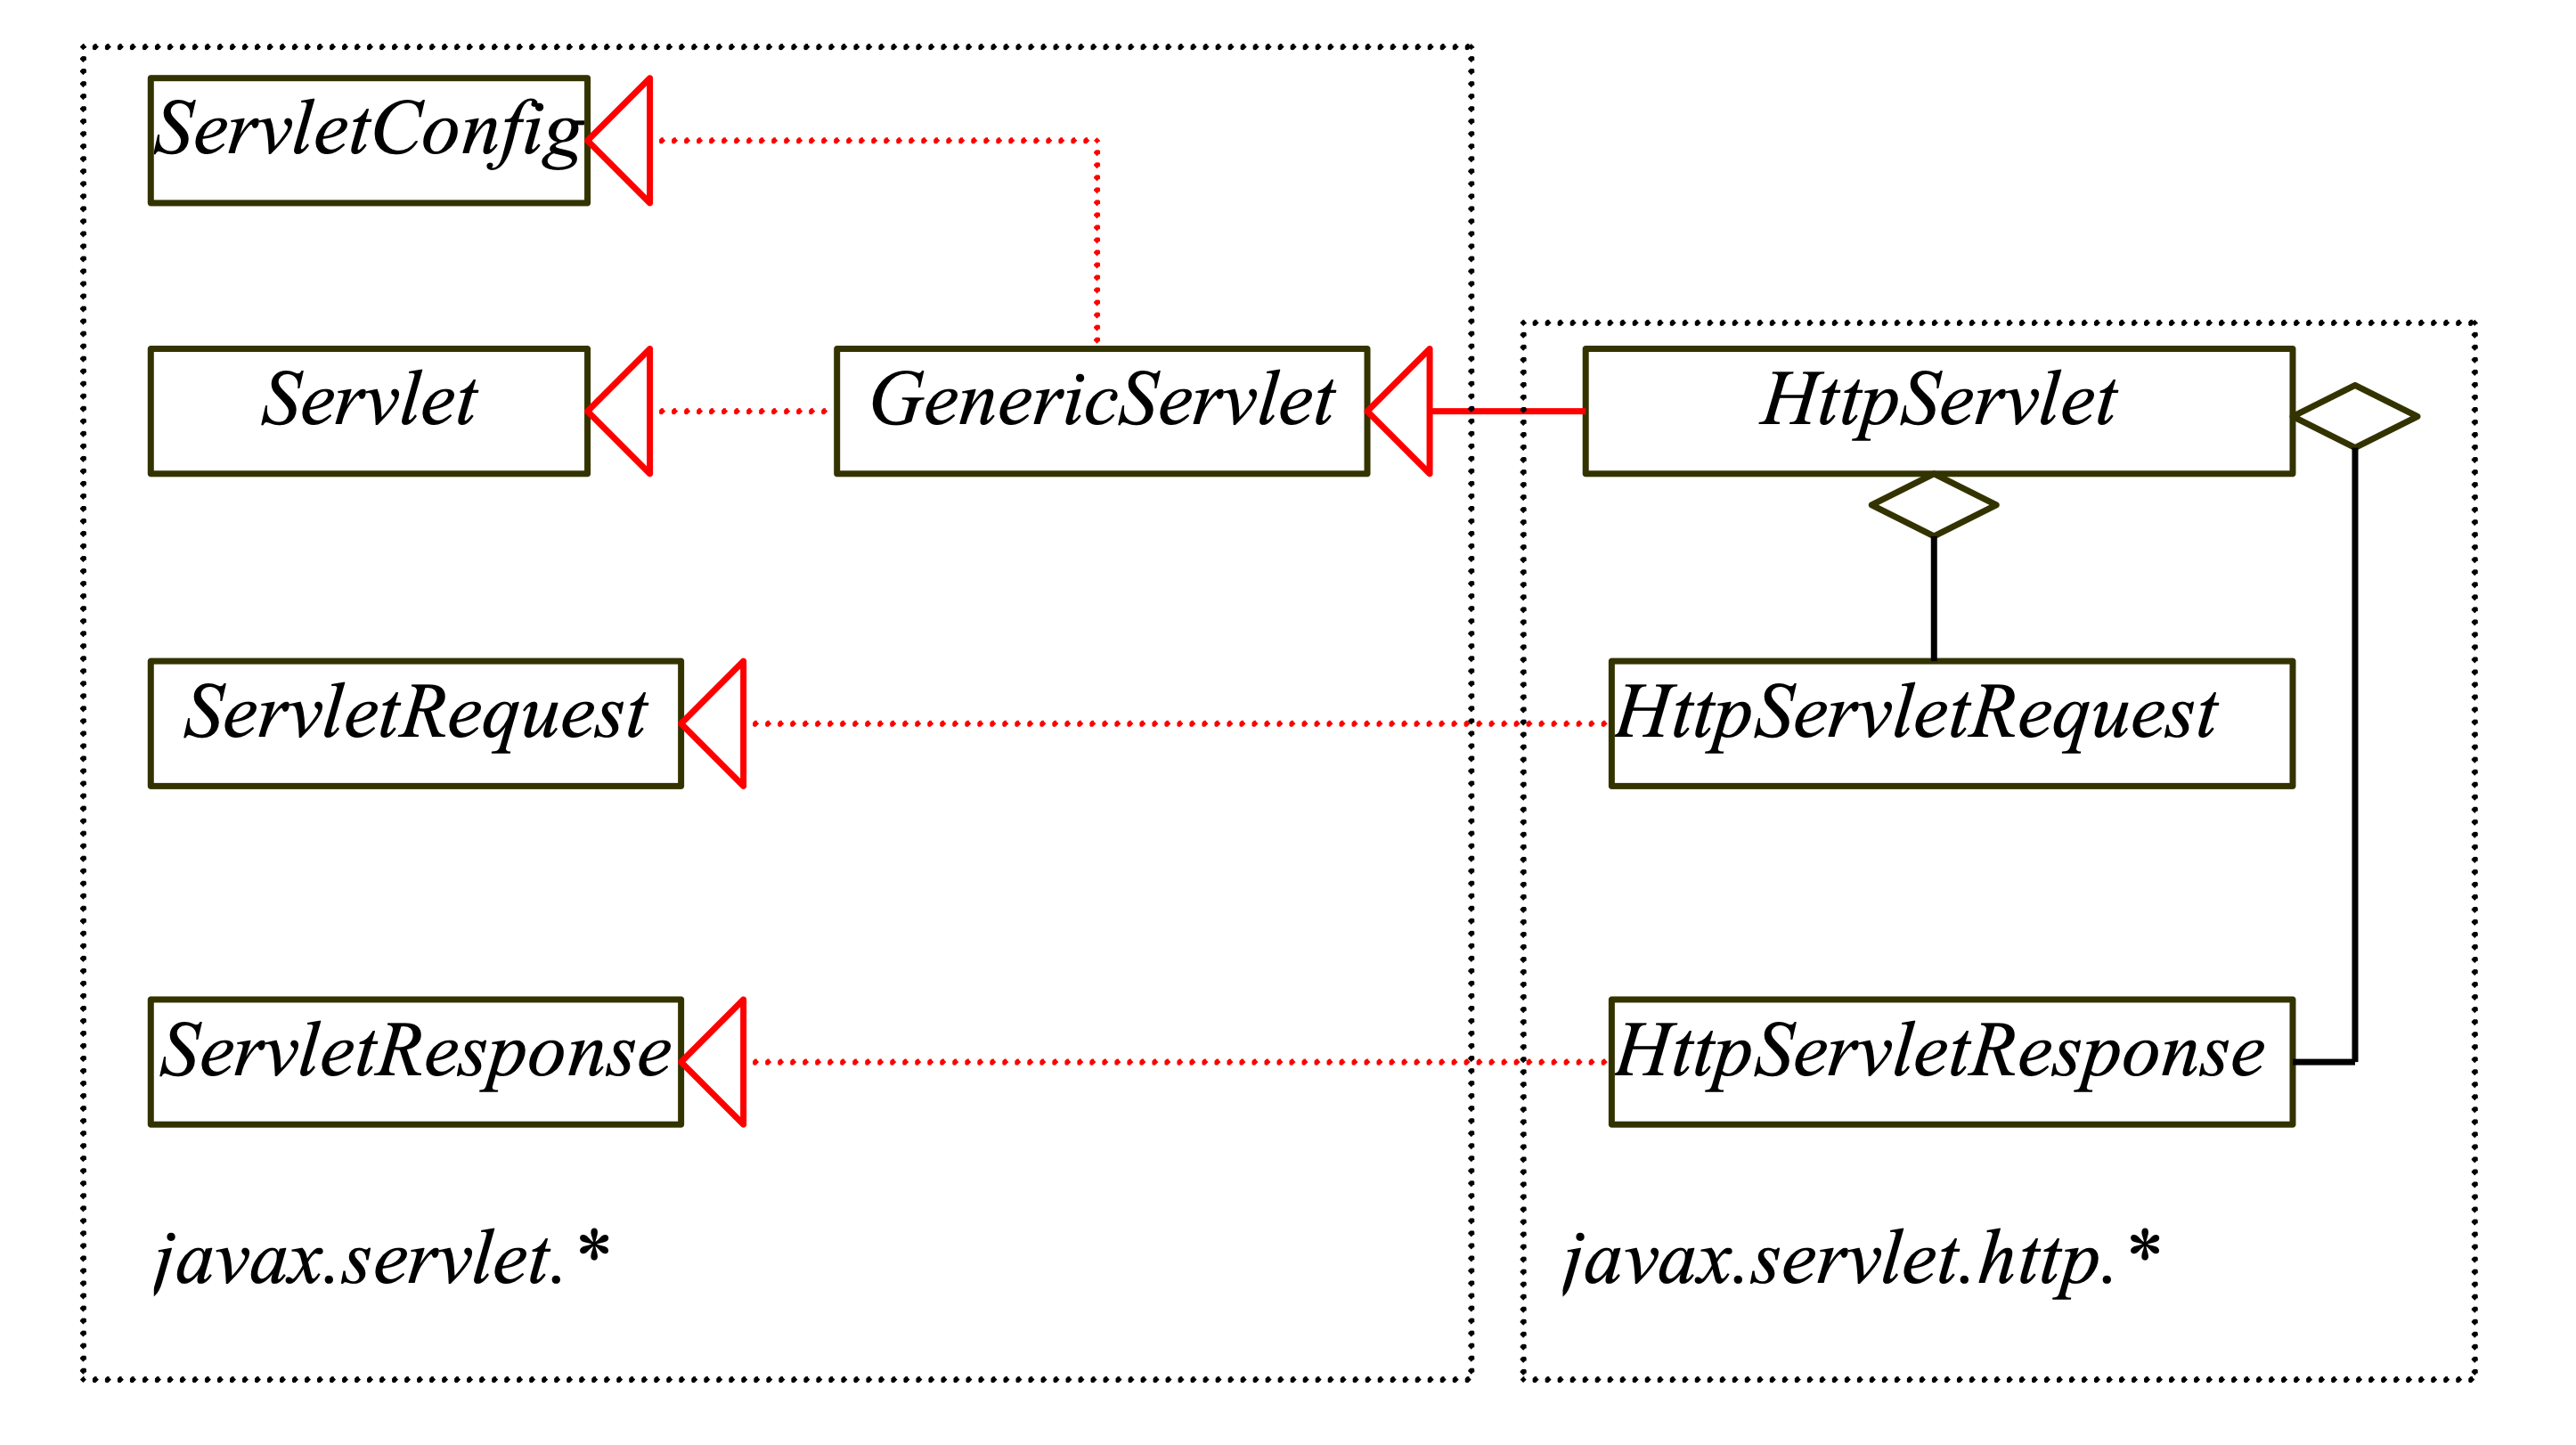 ServletConfig
Servlet
GenericServlet
HttpServlet
ServletRequest
HttpServletRequest
ServletResponse
HttpServletResponse
javax.servlet.*
javax.servlet.http.*